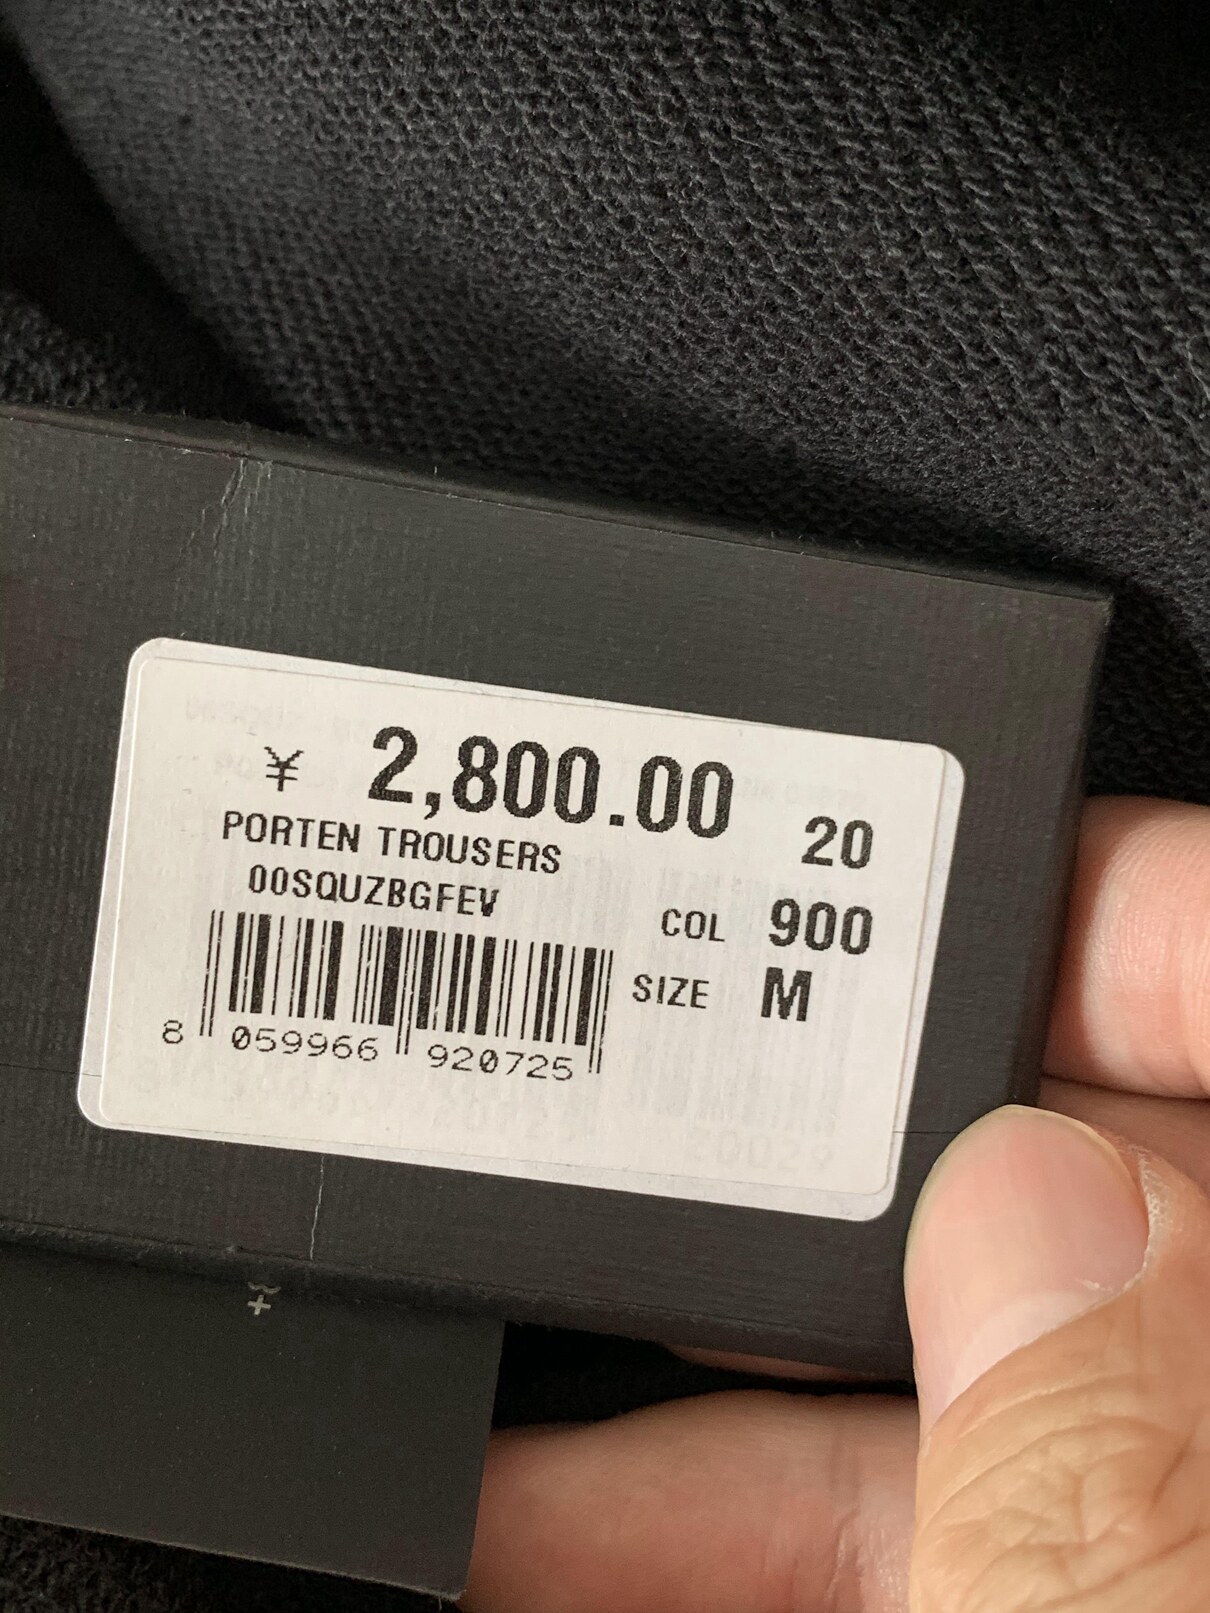 ¥ 2,800.00
20
PORTEN TROUSERS
00SQUZBGFEV
COL 900
SIZE M
8 059966 920725